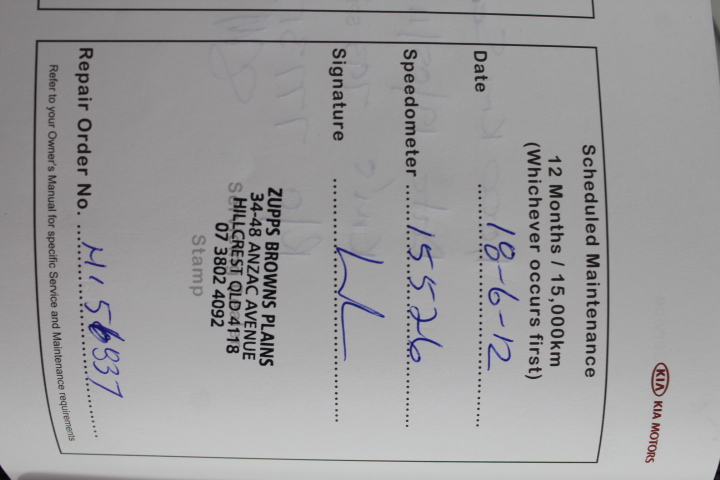 KIA KIA MOTORS
Scheduled Maintenance
12 Months / 15,000km
(Whichever occurs first)
Date 18-6-12
Speedometer 15526
Signature
ZUPPS BROWNS PLAINS
34-48 ANZAC AVENUE
HILLCREST QLD 4118
07 3802 4092
Stamp
Repair Order No.
Refer to your Owner's Manual for specific Service and Maintenance requirements